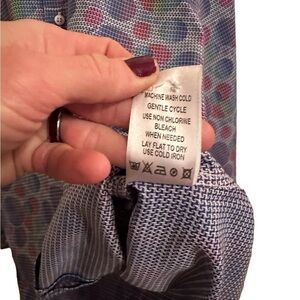 MACHINE WASH COLD
GENTLE CYCLE
USE NON CHLORINE
BLEACH
WHEN NEEDED
LAY FLAT TO DRY
USE COLD IRON